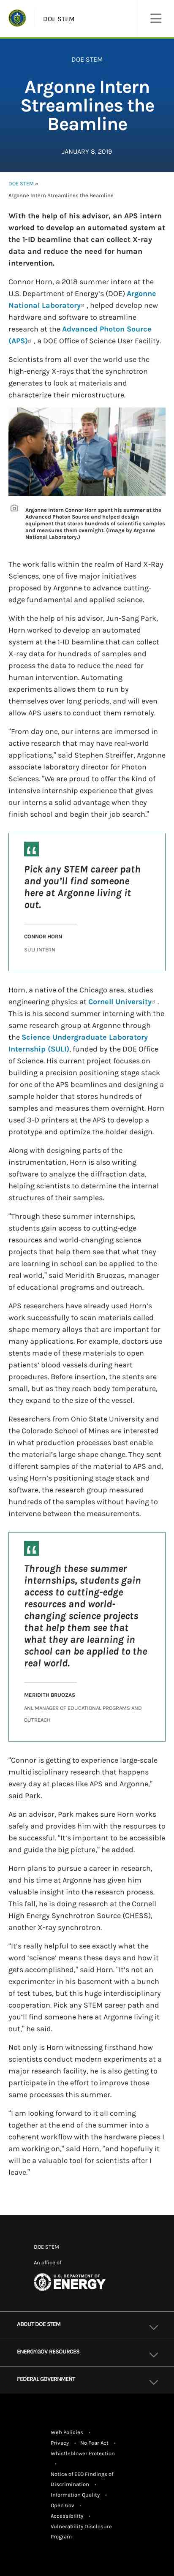 DOE STEM
DOE STEM
Argonne Intern
Streamlines the
Beamline
JANUARY 8, 2019
DOE STEM »
Argonne Intern Streamlines the Beamline
With the help of his advisor, an APS intern
worked to develop an automated system at
the 1-ID beamline that can collect X-ray
data and reduce the need for human
intervention.
Connor Horn, a 2018 summer intern at the
U.S. Department of Energy's (DOE) Argonne
National Laboratory , helped develop new
hardware and software to streamline
research at the Advanced Photon Source
(APS) , a DOE Office of Science User Facility.
Scientists from all over the world use the
high-energy X-rays that the synchrotron
generates to look at materials and
characterize their microstructure.
Argonne intern Connor Horn spent his summer at the
Advanced Photon Source and helped design
equipment that stores hundreds of scientific samples
and measures them overnight. (Image by Argonne
National Laboratory.)
The work falls within the realm of Hard X-Ray
Sciences, one of five major initiatives
proposed by Argonne to advance cutting-
edge fundamental and applied science.
With the help of his advisor, Jun-Sang Park,
Horn worked to develop an automated
system at the 1-ID beamline that can collect
X-ray data for the hundreds of samples they
process and reduce the need for
human intervention. Automating
experiments allows them to run by
themselves over long periods, and will even
allow APS users to conduct them remotely.
"From day one, our interns are immersed in
active research that may have real-world
applications," said Stephen Streiffer, Argonne
associate laboratory director for Photon
Sciences. "We are proud to offer the kind of
intensive internship experience that gives
our interns a solid advantage when they
finish school and begin their job search."
Pick any STEM career path
and you'll find someone
here at Argonne living it
out.
CONNOR HORN
SULI INTERN
Horn, a native of the Chicago area, studies
engineering physics at Cornell University .
This is his second summer interning with the
same research group at Argonne through
the Science Undergraduate Laboratory
Internship (SULI), funded by the DOE Office
of Science. His current project focuses on
building a precision positioning stage stack
for one of the APS beamlines and designing a
sample holder that stores hundreds of
samples and measures them overnight. Horn
used 3-D printers at the APS to develop a
prototype and optimize the holder design.
Along with designing parts of the
instrumentation, Horn is also writing
software to analyze the diffraction data,
helping scientists to determine the internal
structures of their samples.
"Through these summer internships,
students gain access to cutting-edge
resources and world-changing science
projects that help them see that what they
are learning in school can be applied to the
real world," said Meridith Bruozas, manager
of educational programs and outreach.
APS researchers have already used Horn's
work successfully to scan materials called
shape memory alloys that are important for
many applications. For example, doctors use
stents made of these materials to open
patients' blood vessels during heart
procedures. Before insertion, the stents are
small, but as they reach body temperature,
they expand to the size of the vessel.
Researchers from Ohio State University and
the Colorado School of Mines are interested
in what production processes best enable
the material's large shape change. They sent
different samples of the material to APS and,
using Horn's positioning stage stack and
software, the research group measured
hundreds of the samples without having to
intervene between the measurements.
Through these summer
internships, students gain
access to cutting-edge
resources and world-
changing science projects
that help them see that
what they are learning in
school can be applied to the
real world.
MERIDITH BRUOZAS
ANL MANAGER OF EDUCATIONAL PROGRAMS AND
OUTREACH
"Connor is getting to experience large-scale
multidisciplinary research that happens
every day at places like APS and Argonne,"
said Park.
As an advisor, Park makes sure Horn works
safely and provides him with the resources to
be successful. "It's important to be accessible
and guide the big picture," he added.
Horn plans to pursue a career in research,
and his time at Argonne has given him
valuable insight into the research process.
This fall, he is doing research at the Cornell
High Energy Synchrotron Source (CHESS),
another X-ray synchrotron.
"It's really helpful to see exactly what the
word 'science' means these days and how it
gets accomplished," said Horn. "It's not an
experimenter in his basement with a bunch
of test tubes, but this huge interdisciplinary
cooperation. Pick any STEM career path and
you'll find someone here at Argonne living it
out," he said.
Not only is Horn witnessing firsthand how
scientists conduct modern experiments at a
major research facility, he is also getting to
participate in the effort to improve those
same processes this summer.
"I am looking forward to it all coming
together at the end of the summer into a
coherent workflow with the hardware pieces I
am working on," said Horn, "and hopefully it
will be a valuable tool for scientists after I
leave."
DOE STEM
An office of
U.S. DEPARTMENT OF
ENERGY
ABOUT DOE STEM
ENERGY.GOV RESOURCES
FEDERAL GOVERNMENT
Web Policies •
Privacy • No Fear Act •
Whistleblower Protection
•
Notice of EEO Findings of
Discrimination •
Information Quality •
Open Gov •
Accessibility •
Vulnerability Disclosure
Program